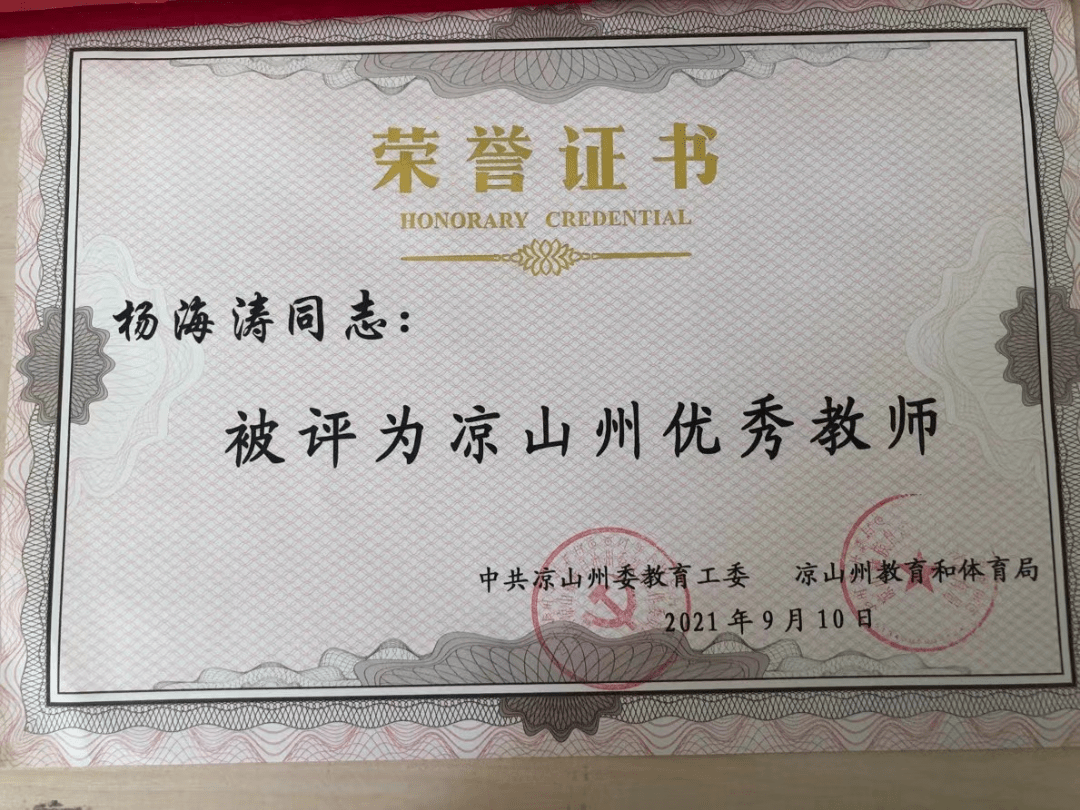 荣誉证书
HONORARY CREDENTIAL
杨海涛同志:
被评为凉山州优秀教师
中共凉山州委教育工委 凉山州教育和体育局
2021年9月10日